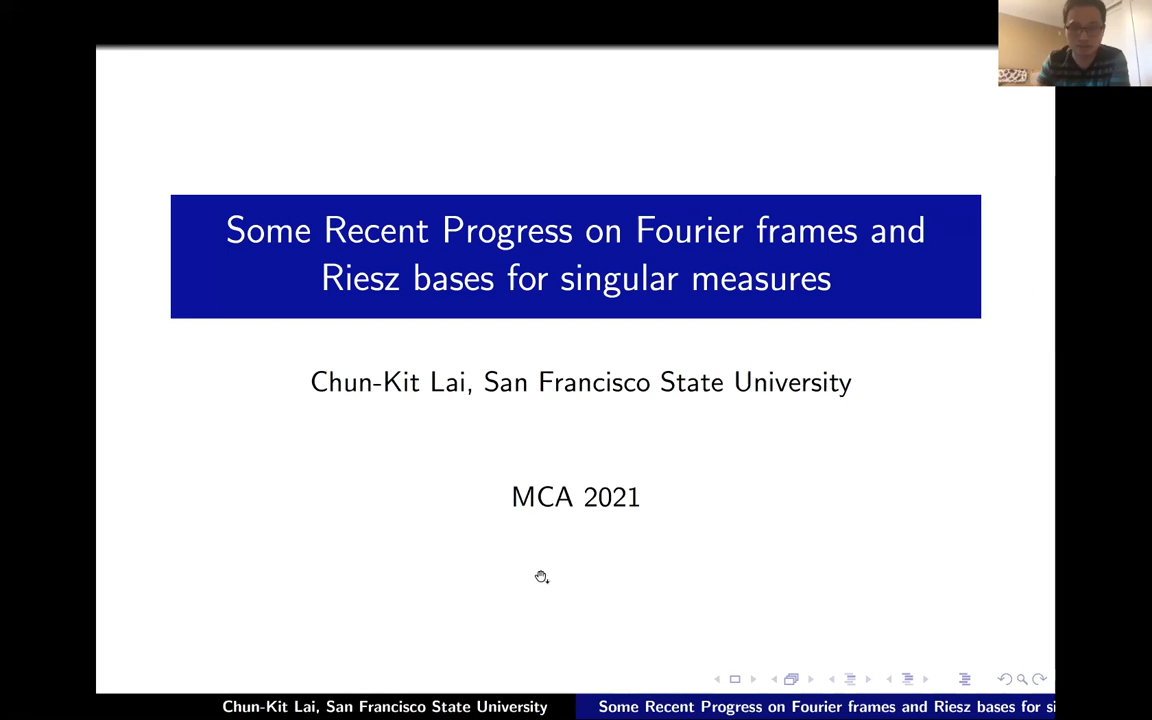 Some Recent Progress on Fourier frames and
Riesz bases for singular measures
Chun-Kit Lai, San Francisco State University
MCA 2021
Chun-Kit Lai, San Francisco State University
Some Recent Progress on Fourier frames and Riesz bases for si